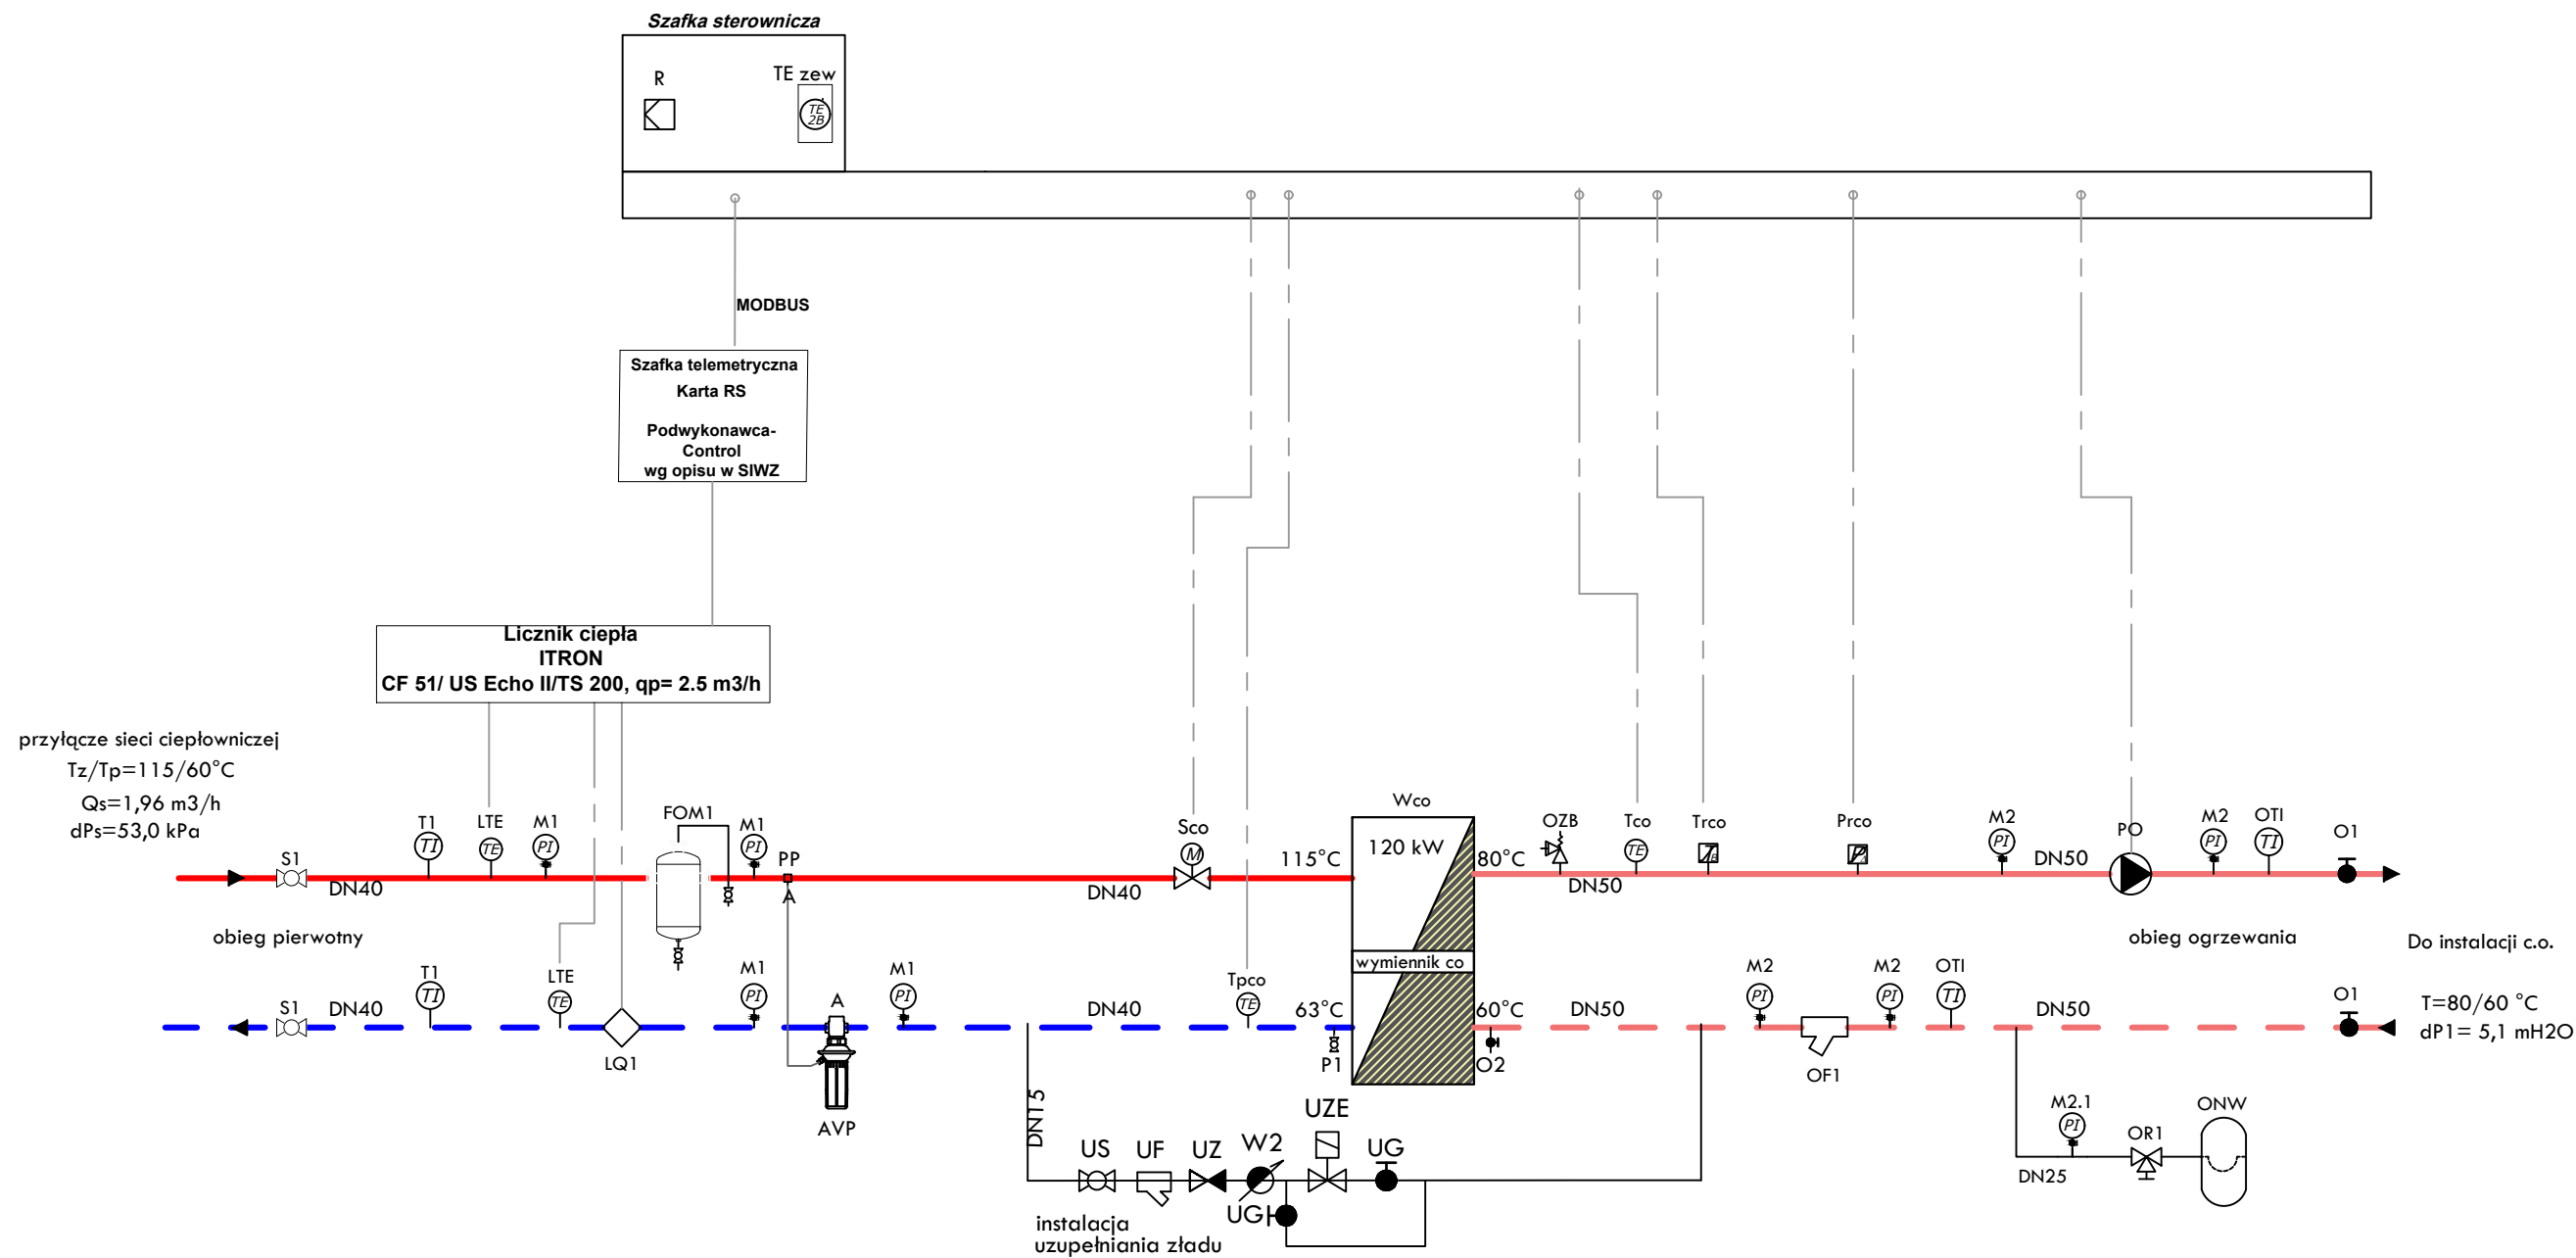 Szafka sterownicza
R
TE zew
TE
2B
MODBUS
Szafka telemetryczna
Karta RS
Podwykonawca-
Control
wg opisu w SIWZ
Licznik ciepła
ITRON
CF 51/ US Echo II/TS 200, qp= 2.5 m3/h
przyłącze sieci ciepłowniczej
Tz/Tp=115/60°C
Qs=1,96 m3/h
dPs=53,0 kPa
S1
DN40
T1
TI
LTE
TE
M1
PI
FOM1
M1
PI
PP
A
DN40
Sco
M
115°C
Wco
120 kW
80°C
OZB
DN50
Tco
TE
Trco
Prco
M2
PI
DN50
PO
M2
PI
OTI
TI
O1
obieg pierwotny
wymiennik co
obieg ogrzewania
Do instalacji c.o.
S1
DN40
T1
TI
LTE
TE
LQ1
M1
PI
A
AVP
M1
PI
DN40
Tpco
TE
63°C
P1
60°C
O2
DN50
M2
PI
OF1
M2
PI
OTI
TI
DN50
O1
T=80/60 °C
dP1= 5,1 mH2O
DN15
US
UF
UZ
W2
UZE
UG
UG
M2.1
PI
OR1
ONW
DN25
instalacja
uzupełniania zładu